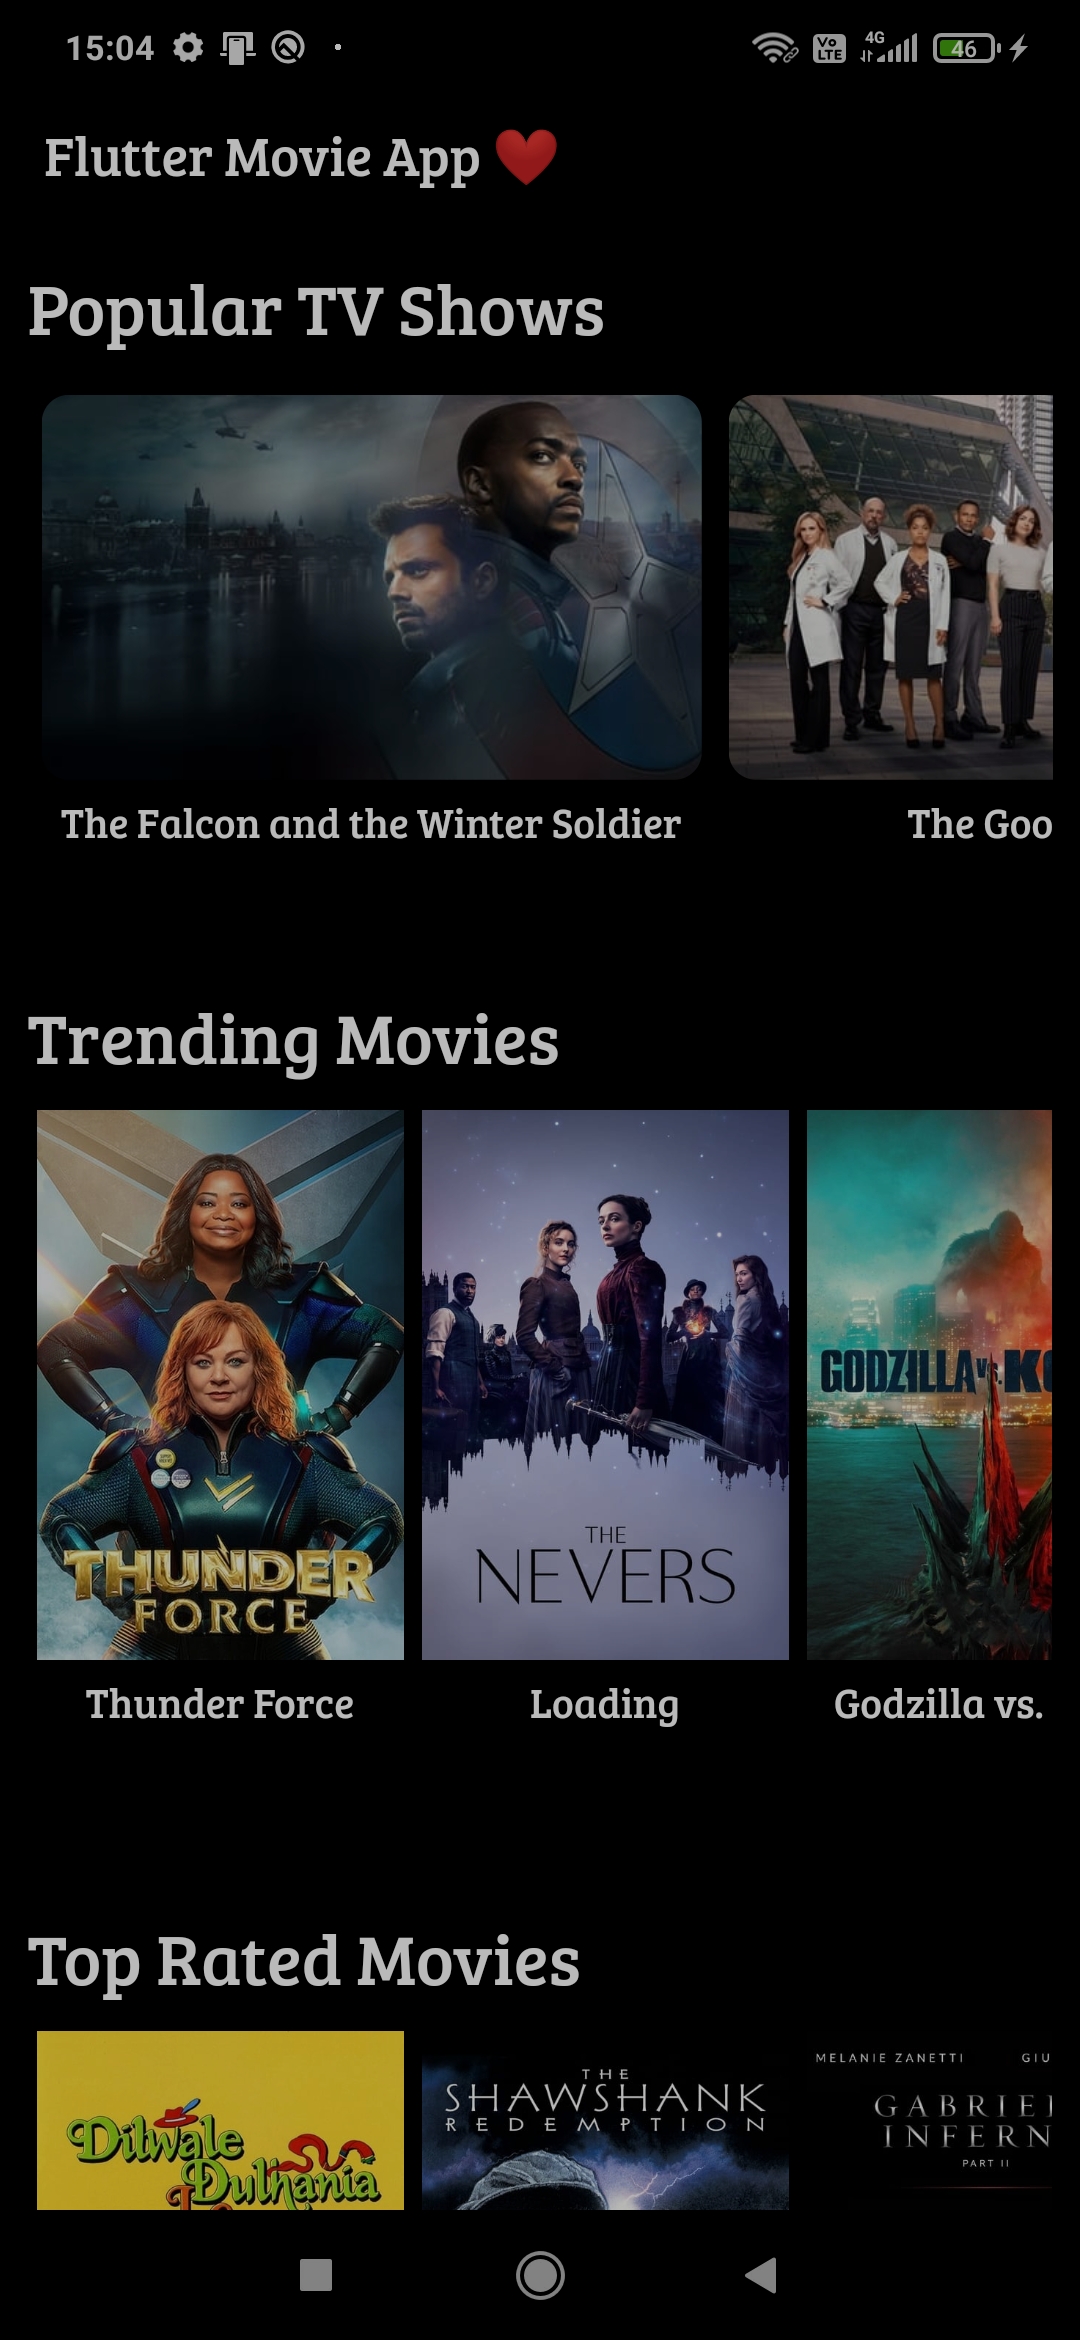 15:04
VO LTE
4G
46
Flutter Movie App ❤️
Popular TV Shows
The Falcon and the Winter Soldier
The Goo
Trending Movies
THUNDER
FORCE
THE
NEVERS
GODZILLA VS. KO
Thunder Force
Loading
Godzilla vs.
Top Rated Movies
Dilwale
Dulhania
THE
SHAWSHANK
REDEMPTION
MELANIE ZANETTI GIU
GABRIEL
INFERN
PART II